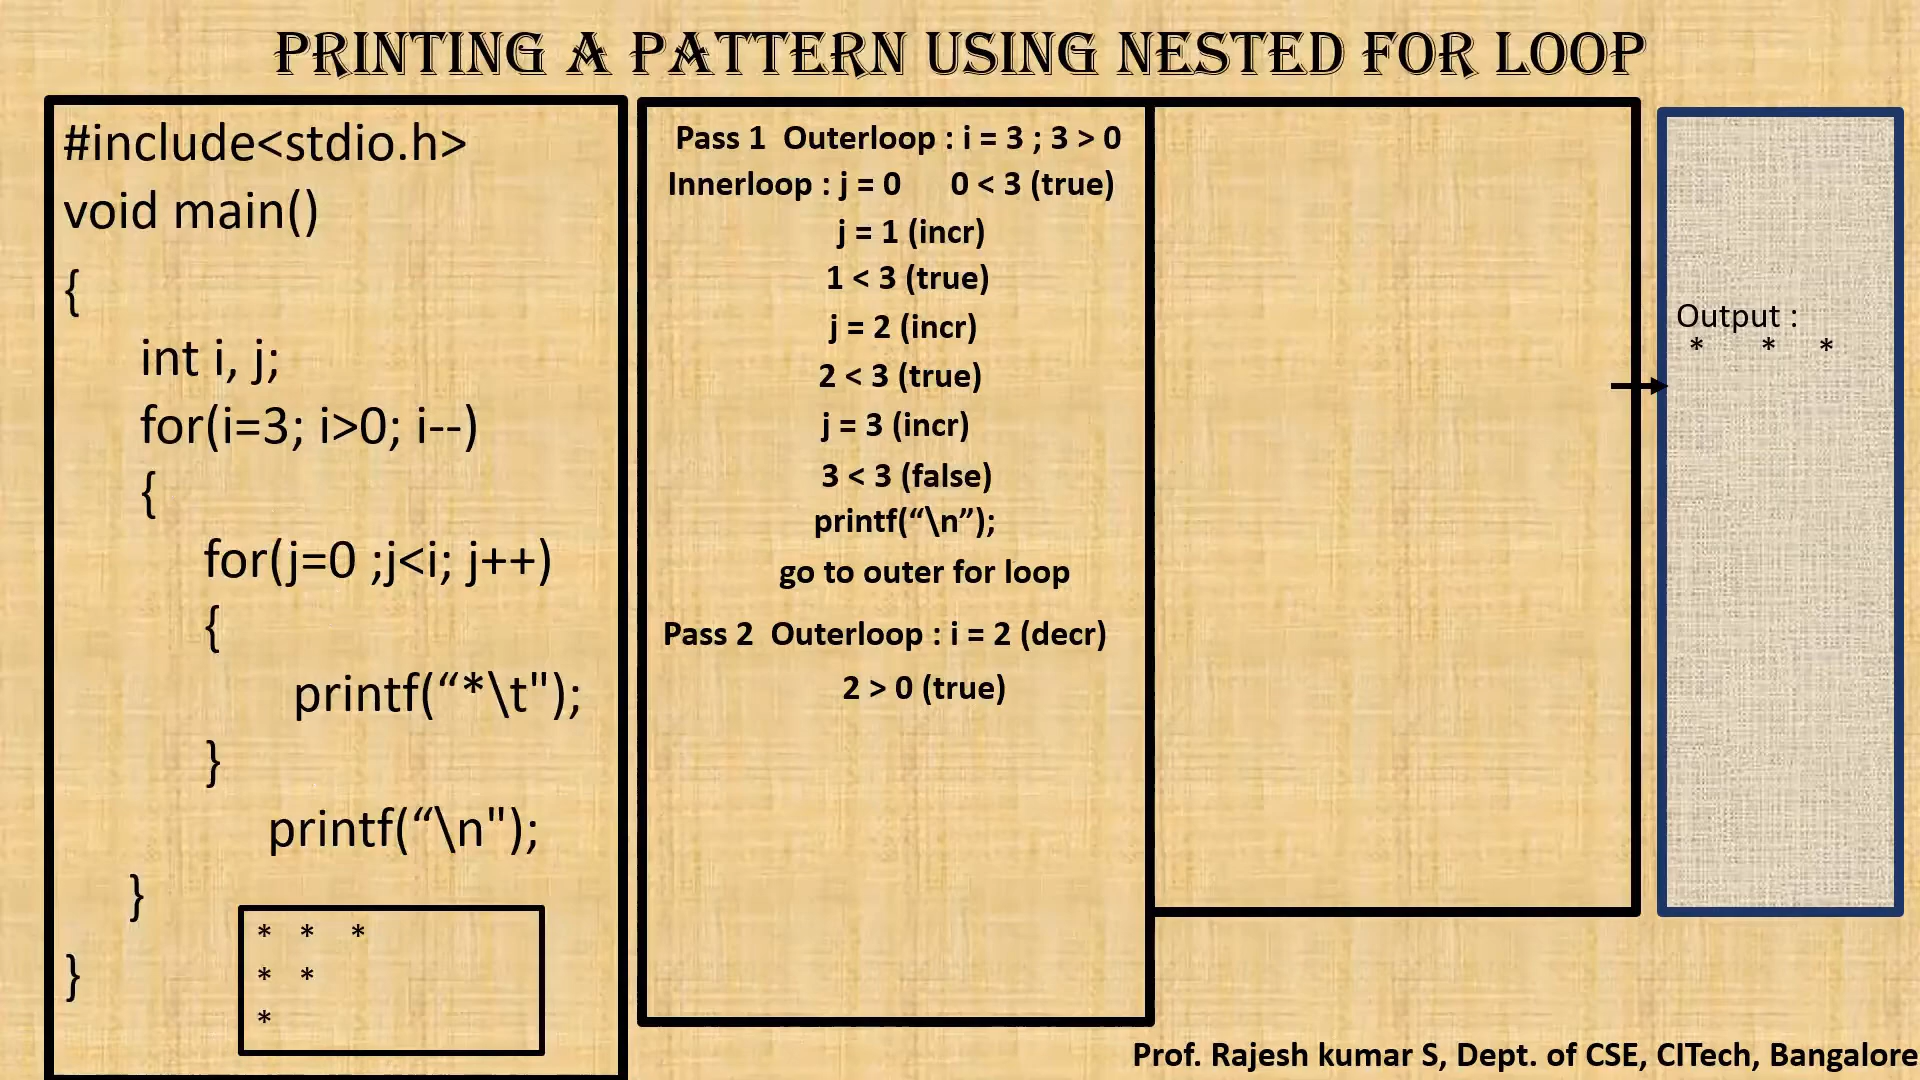 PRINTING A PATTERN USING NESTED FOR LOOP
#include<stdio.h>
void main()
{
int i, j;
for(i=3; i>0; i--)
{
for(j=0 ;j<i; j++)
{
printf(“*\t");
}
printf(“\n");
}
}
* * *
* *
*
Pass 1 Outerloop : i = 3 ; 3 > 0
Innerloop : j = 0 0 < 3 (true)
j = 1 (incr)
1 < 3 (true)
j = 2 (incr)
2 < 3 (true)
j = 3 (incr)
3 < 3 (false)
printf(“\n”);
go to outer for loop
Pass 2 Outerloop : i = 2 (decr)
2 > 0 (true)
Output :
* * *
Prof. Rajesh kumar S, Dept. of CSE, CITech, Bangalore